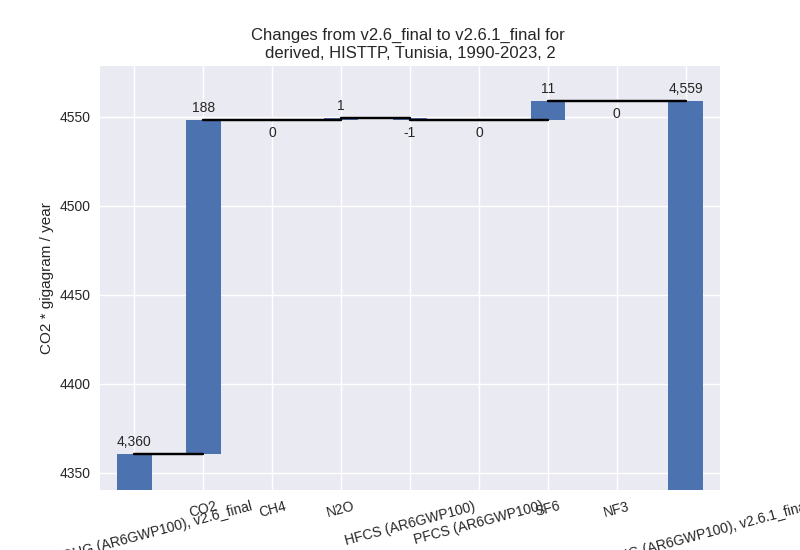 Changes from v2.6_final to v2.6.1_final for
derived, HISTTP, Tunisia, 1990-2023, 2
CO2 * gigagram / year
4550
4500
4450
4400
4350
4,360
188
0
1
-1
0
11
0
4,559
(AR6GWP100), v2.6_final
CO2
CH4
N2O
HFCS (AR6GWP100)
PFCS (AR6GWP100)
SF6
NF3
(AR6GWP100), v2.6.1_fina